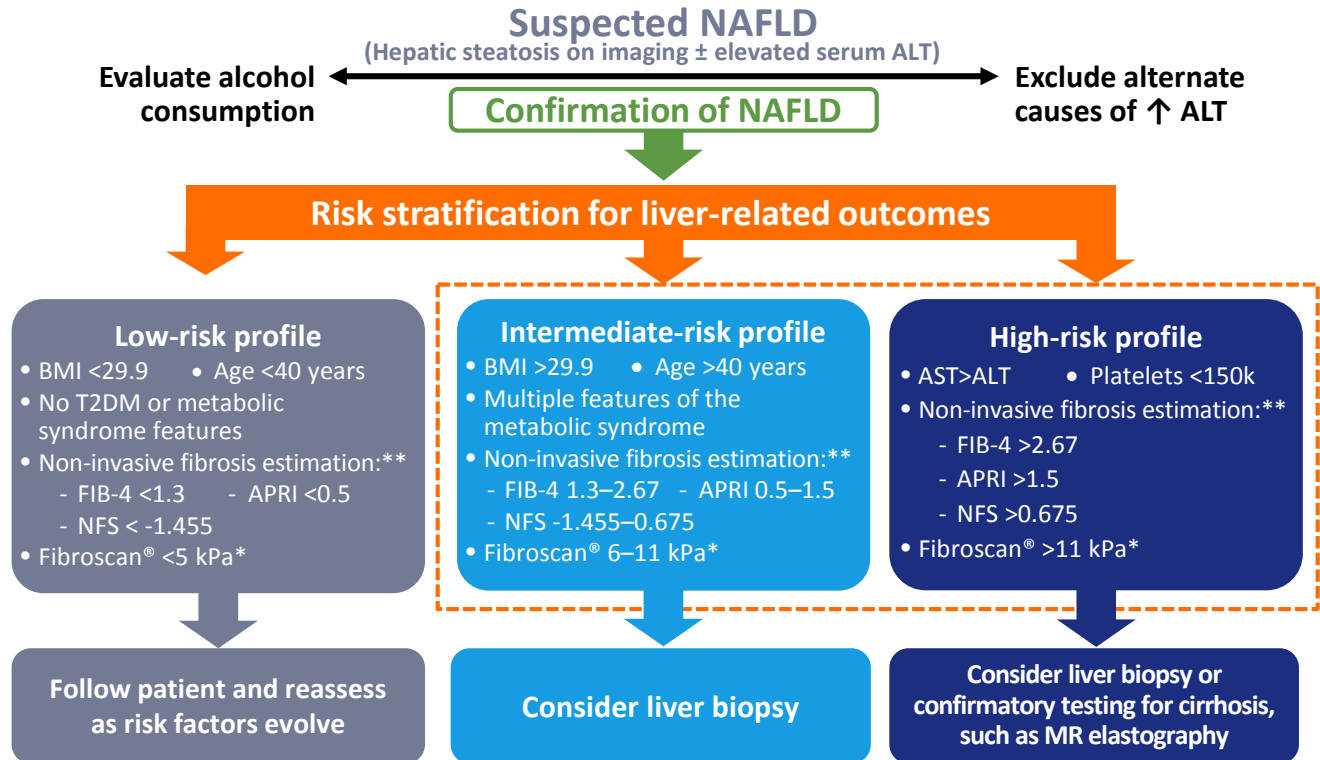 Suspected NAFLD
(Hepatic steatosis on imaging ± elevated serum ALT)
Evaluate alcohol
consumption
Exclude alternate
causes of ↑ ALT
Confirmation of NAFLD
Risk stratification for liver-related outcomes
Low-risk profile
• BMI <29.9 • Age <40 years
• No T2DM or metabolic
syndrome features
• Non-invasive fibrosis estimation:**
- FIB-4 <1.3 - APRI <0.5
- NFS < -1.455
• Fibroscan® <5 kPa*
Follow patient and reassess
as risk factors evolve
Intermediate-risk profile
• BMI >29.9 • Age >40 years
• Multiple features of the
metabolic syndrome
• Non-invasive fibrosis estimation:**
- FIB-4 1.3–2.67 - APRI 0.5–1.5
- NFS -1.455–0.675
• Fibroscan® 6–11 kPa*
Consider liver biopsy
High-risk profile
• AST>ALT • Platelets <150k
• Non-invasive fibrosis estimation:**
- FIB-4 >2.67
- APRI >1.5
- NFS >0.675
• Fibroscan® >11 kPa*
Consider liver biopsy or
confirmatory testing for cirrhosis,
such as MR elastography